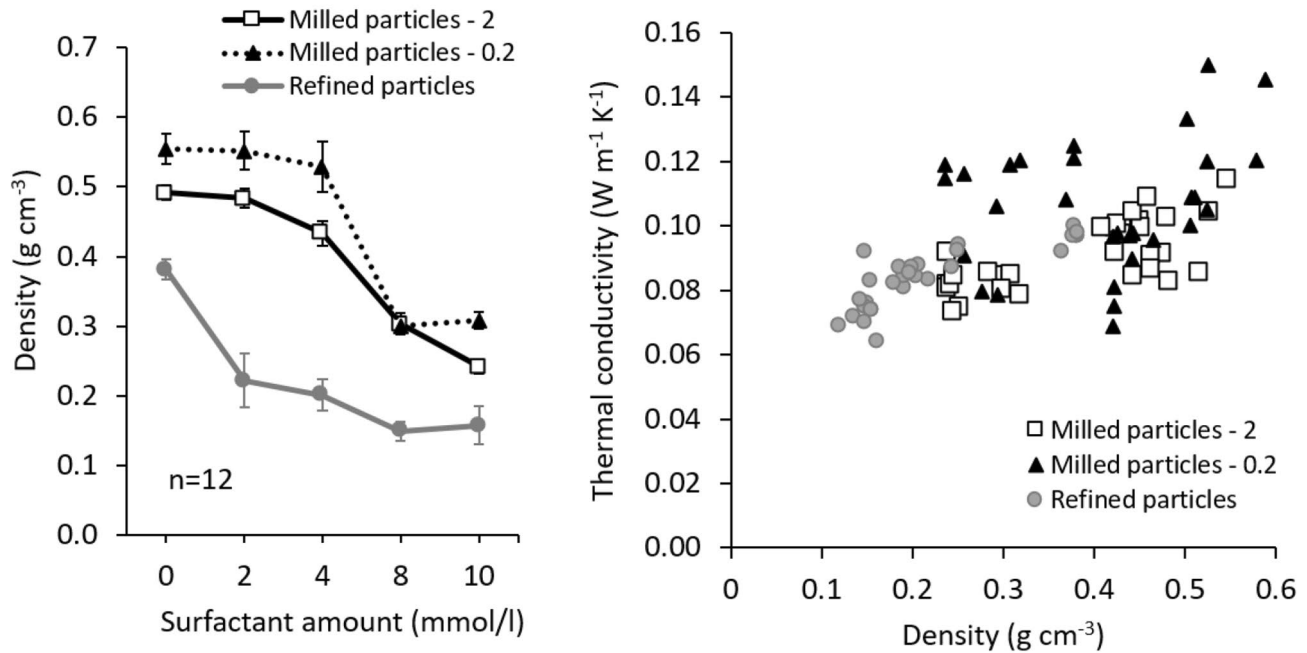 Milled particles - 2
Milled particles - 0.2
Refined particles
0.7
0.6
0.5
0.4
0.3
0.2
0.1
0.0
Density (g cm⁻³)
n=12
0 2 4 8 10
Surfactant amount (mmol/l)
0.16
0.14
0.12
0.10
0.08
0.06
0.04
0.02
0.00
Thermal conductivity (W m⁻¹ K⁻¹)
Milled particles - 2
Milled particles - 0.2
Refined particles
0 0.1 0.2 0.3 0.4 0.5 0.6
Density (g cm⁻³)